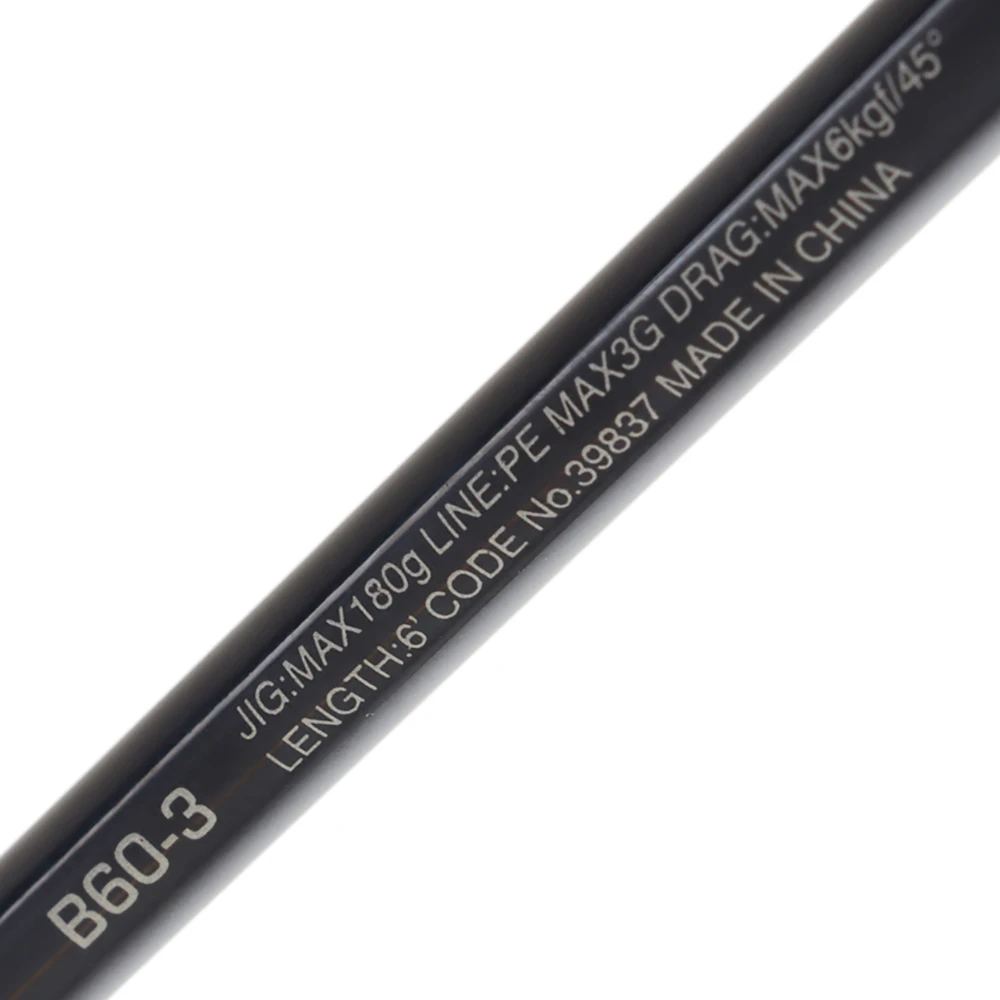 JIG:MAX180g LINE:PE MAX3G DRAG:MAX6kgf/45°
LENGTH:6' CODE No.39837 MADE IN CHINA
B60-3